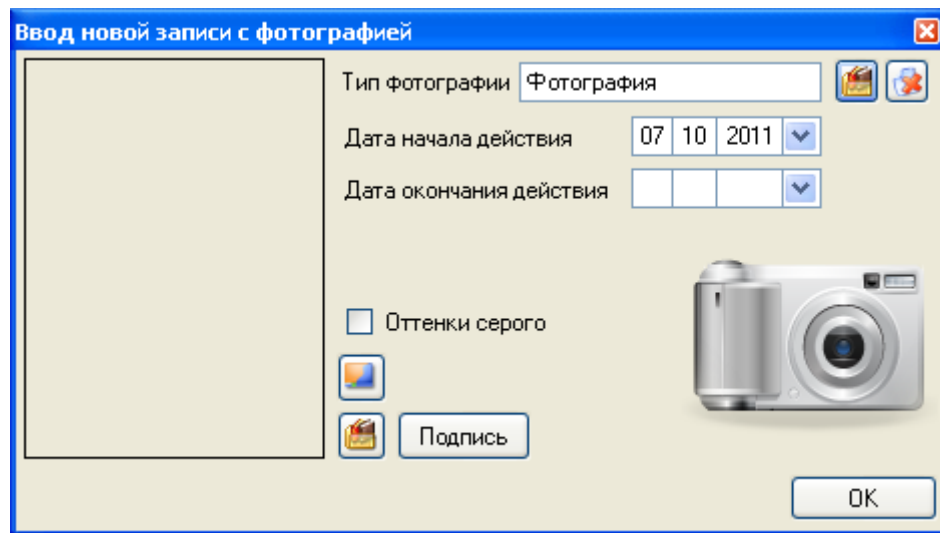 Ввод новой записи с фотографией
Тип фотографии Фотография
Дата начала действия 07 10 2011
Дата окончания действия
Оттенки серого
Подпись
OK